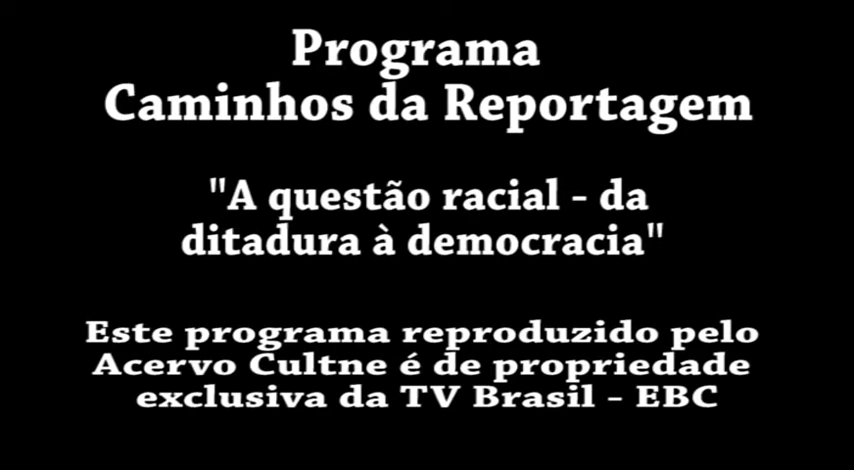 Programa
Caminhos da Reportagem
"A questão racial - da
ditadura à democracia"
Este programa reproduzido pelo
Acervo Cultne é de propriedade
exclusiva da TV Brasil - EBC